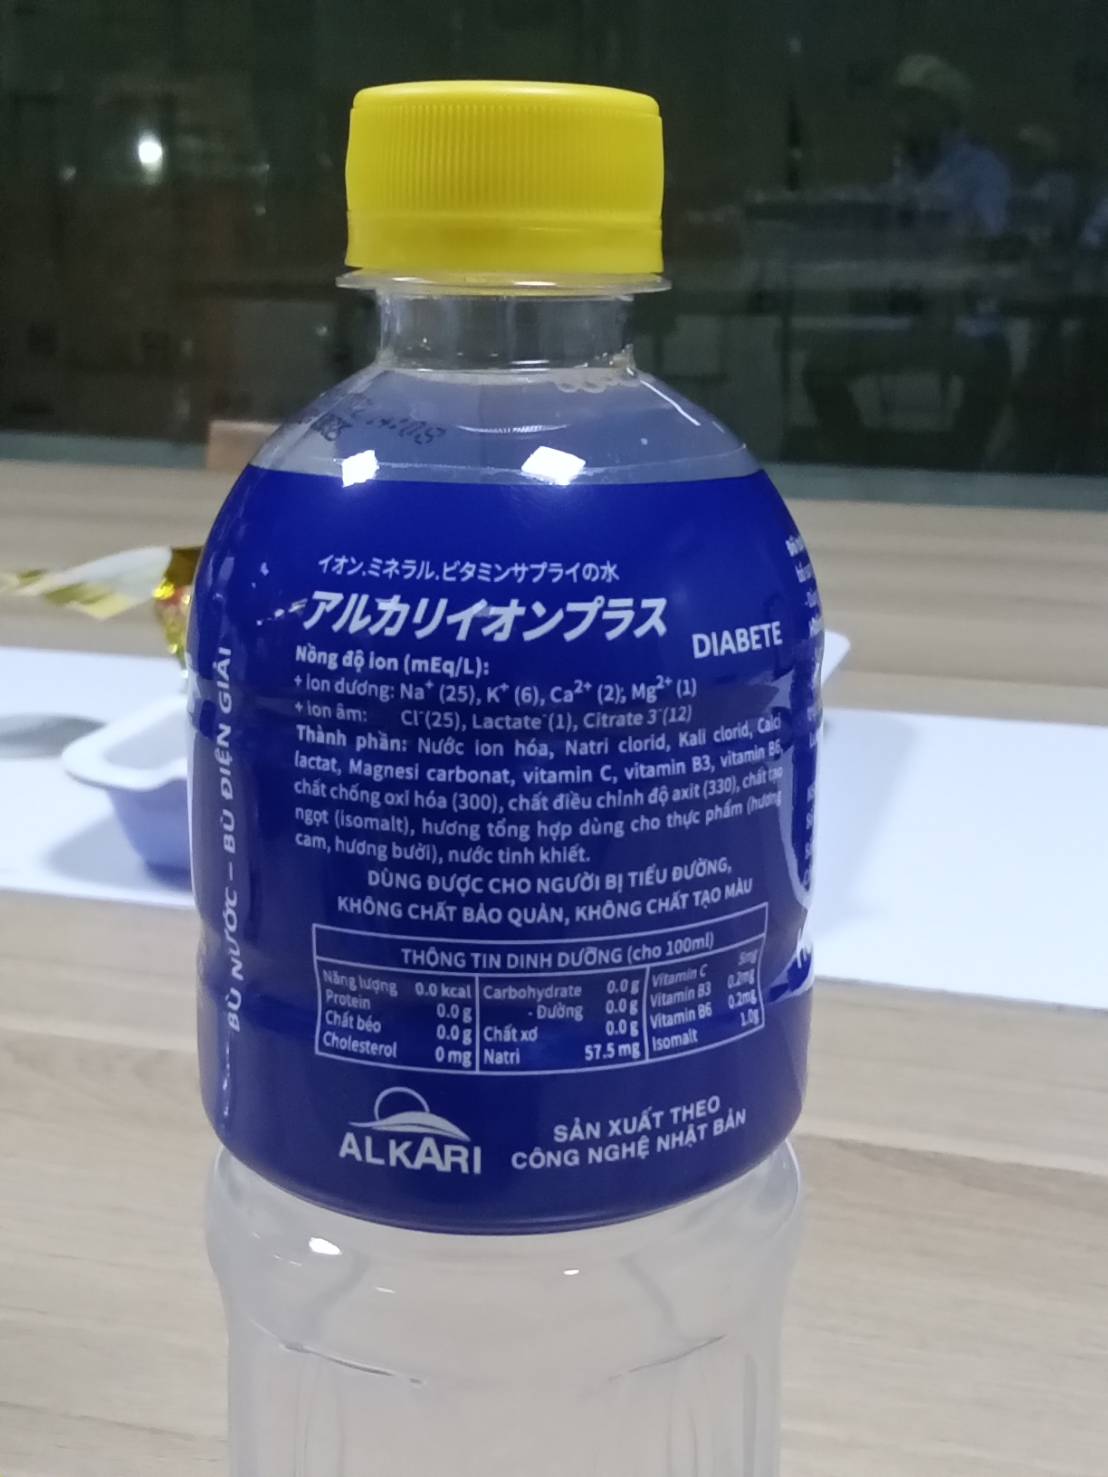 イオン.ミネラル.ビタミンサプライの水
アルカリイオンプラス
DIABETE
Nồng độ ion (mEq/L):
+ ion dương: Na⁺ (25), K⁺ (6), Ca²⁺ (2); Mg²⁺ (1)
+ ion âm: Cl⁻(25), Lactate⁻(1), Citrate 3⁻(12)
Thành phần: Nước ion hóa, Natri clorid, Kali clorid, Calci
lactat, Magnesi carbonat, vitamin C, vitamin B3, vitamin B6,
chất chống oxi hóa (300), chất điều chỉnh độ axit (330), chất tạo
ngọt (isomalt), hương tổng hợp dùng cho thực phẩm (hương
cam, hương bưởi), nước tinh khiết.
DÙNG ĐƯỢC CHO NGƯỜI BỊ TIỂU ĐƯỜNG,
KHÔNG CHẤT BẢO QUẢN, KHÔNG CHẤT TẠO MÀU
THÔNG TIN DINH DƯỠNG (cho 100ml)
Năng lượng 0.0 kcal Carbohydrate 0.0 g Vitamin C 5mg
Protein 0.0 g - Đường 0.0 g Vitamin B3 0.2mg
Chất béo 0.0 g Chất xơ 0.0 g Vitamin B6 0.2mg
Cholesterol 0 mg Natri 57.5 mg Isomalt 1.0g
ALKARI
SẢN XUẤT THEO
CÔNG NGHỆ NHẬT BẢN
BÙ NƯỚC – BÙ ĐIỆN GIẢI